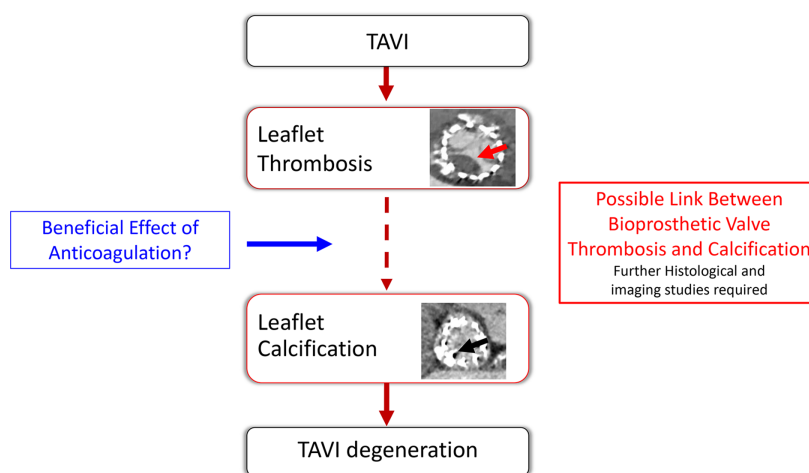 TAVI
Leaflet
Thrombosis
Beneficial Effect of
Anticoagulation?
Possible Link Between
Bioprosthetic Valve
Thrombosis and Calcification
Further Histological and
imaging studies required
Leaflet
Calcification
TAVI degeneration